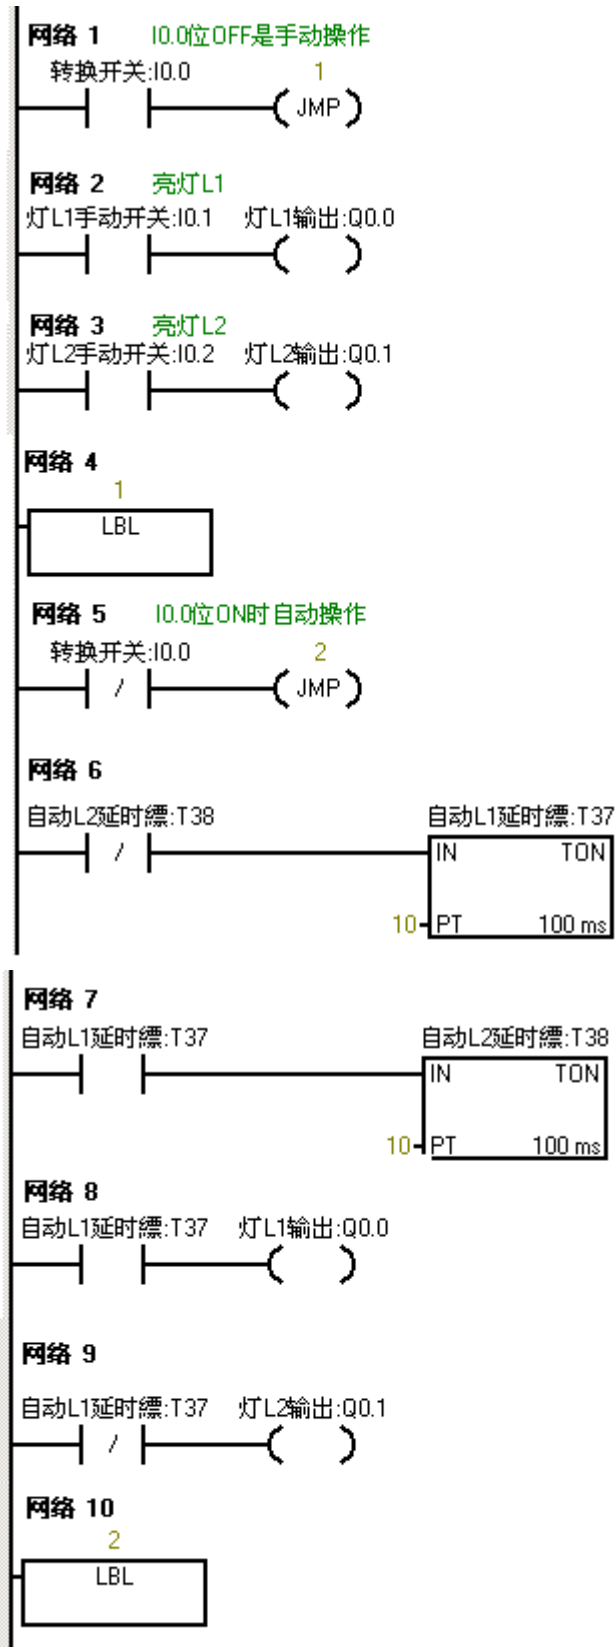 网络 1 I0.0位OFF是手动操作
转换开关:I0.0 1
JMP
网络 2 亮灯L1
灯L1手动开关:I0.1 灯L1输出:Q0.0
网络 3 亮灯L2
灯L2手动开关:I0.2 灯L2输出:Q0.1
网络 4
1
LBL
网络 5 I0.0位ON时自动操作
转换开关:I0.0 2
/ JMP
网络 6
自动L2延时缥:T38 自动L1延时缥:T37
/ IN TON
10 PT 100 ms
网络 7
自动L1延时缥:T37 自动L2延时缥:T38
IN TON
10 PT 100 ms
网络 8
自动L1延时缥:T37 灯L1输出:Q0.0
网络 9
自动L1延时缥:T37 灯L2输出:Q0.1
/
网络 10
2
LBL